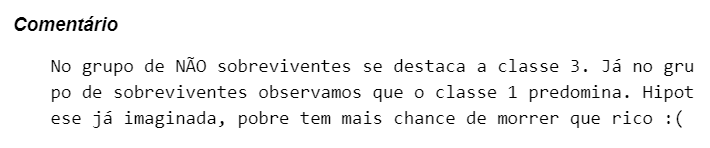 Comentário
No grupo de NÃO sobreviventes se destaca a classe 3. Já no gru
po de sobreviventes observamos que o classe 1 predomina. Hipot
ese já imaginada, pobre tem mais chance de morrer que rico :(